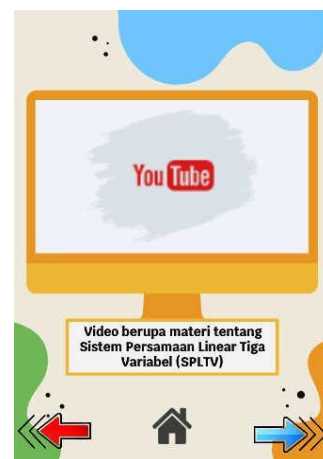 YouTube
Video berupa materi tentang
Sistem Persamaan Linear Tiga
Variabel (SPLTV)